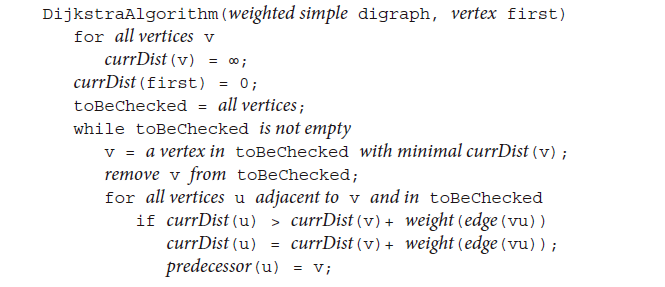 DijkstraAlgorithm(weighted simple digraph, vertex first)
for all vertices v
currDist(v) = ∞;
currDist(first) = 0;
toBeChecked = all vertices;
while toBeChecked is not empty
v = a vertex in toBeChecked with minimal currDist(v);
remove v from toBeChecked;
for all vertices u adjacent to v and in toBeChecked
if currDist(u) > currDist(v)+ weight(edge(vu))
currDist(u) = currDist(v)+ weight(edge(vu));
predecessor(u) = v;